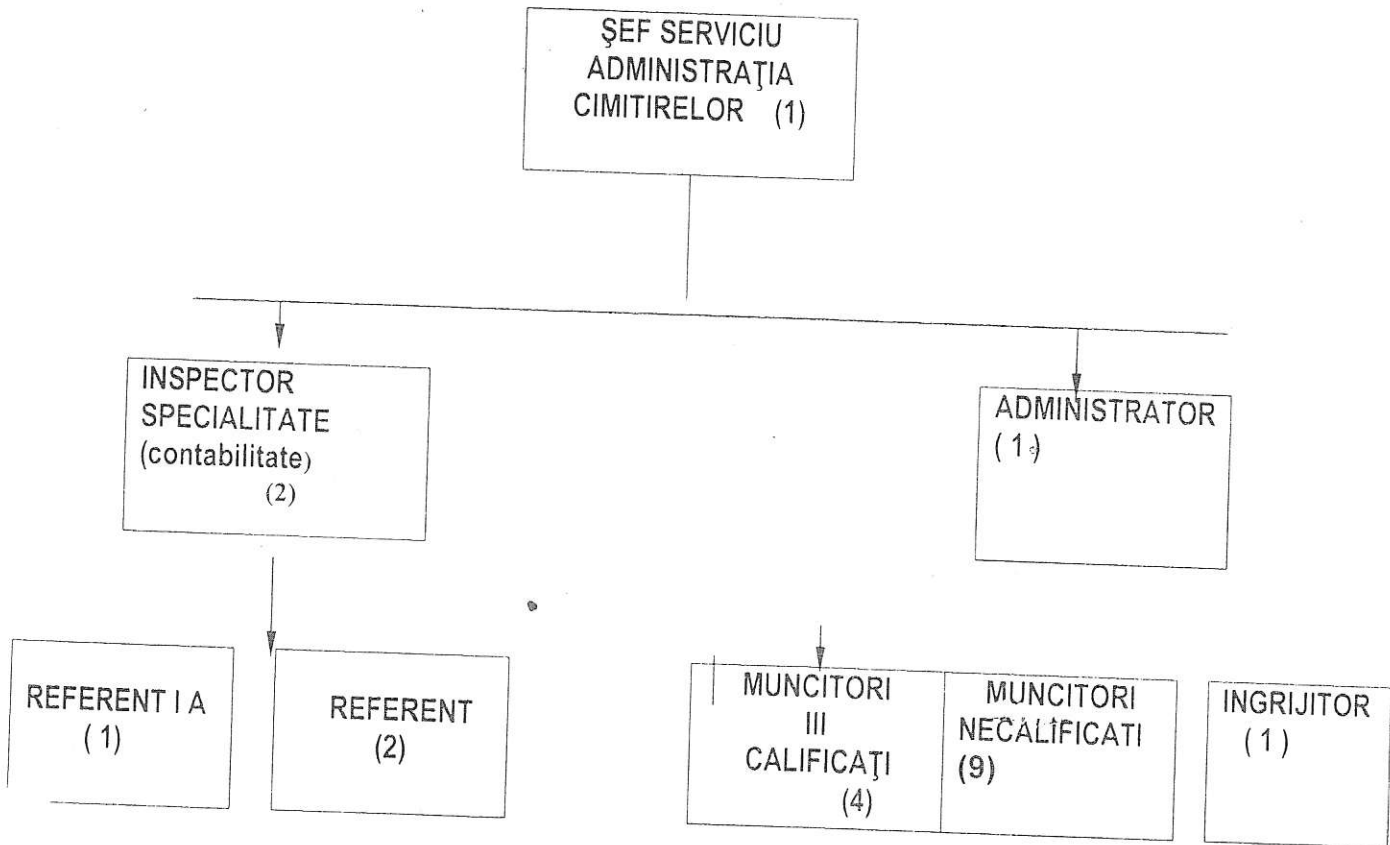 ŞEF SERVICIU
ADMINISTRAŢIA
CIMITIRELOR (1)
INSPECTOR
SPECIALITATE
(contabilitate)
(2)
ADMINISTRATOR
( 1 )
REFERENT I A
( 1)
REFERENT
(2)
MUNCITORI
III
CALIFICAŢI
(4)
MUNCITORI
NECALIFICATI
(9)
INGRIJITOR
( 1 )